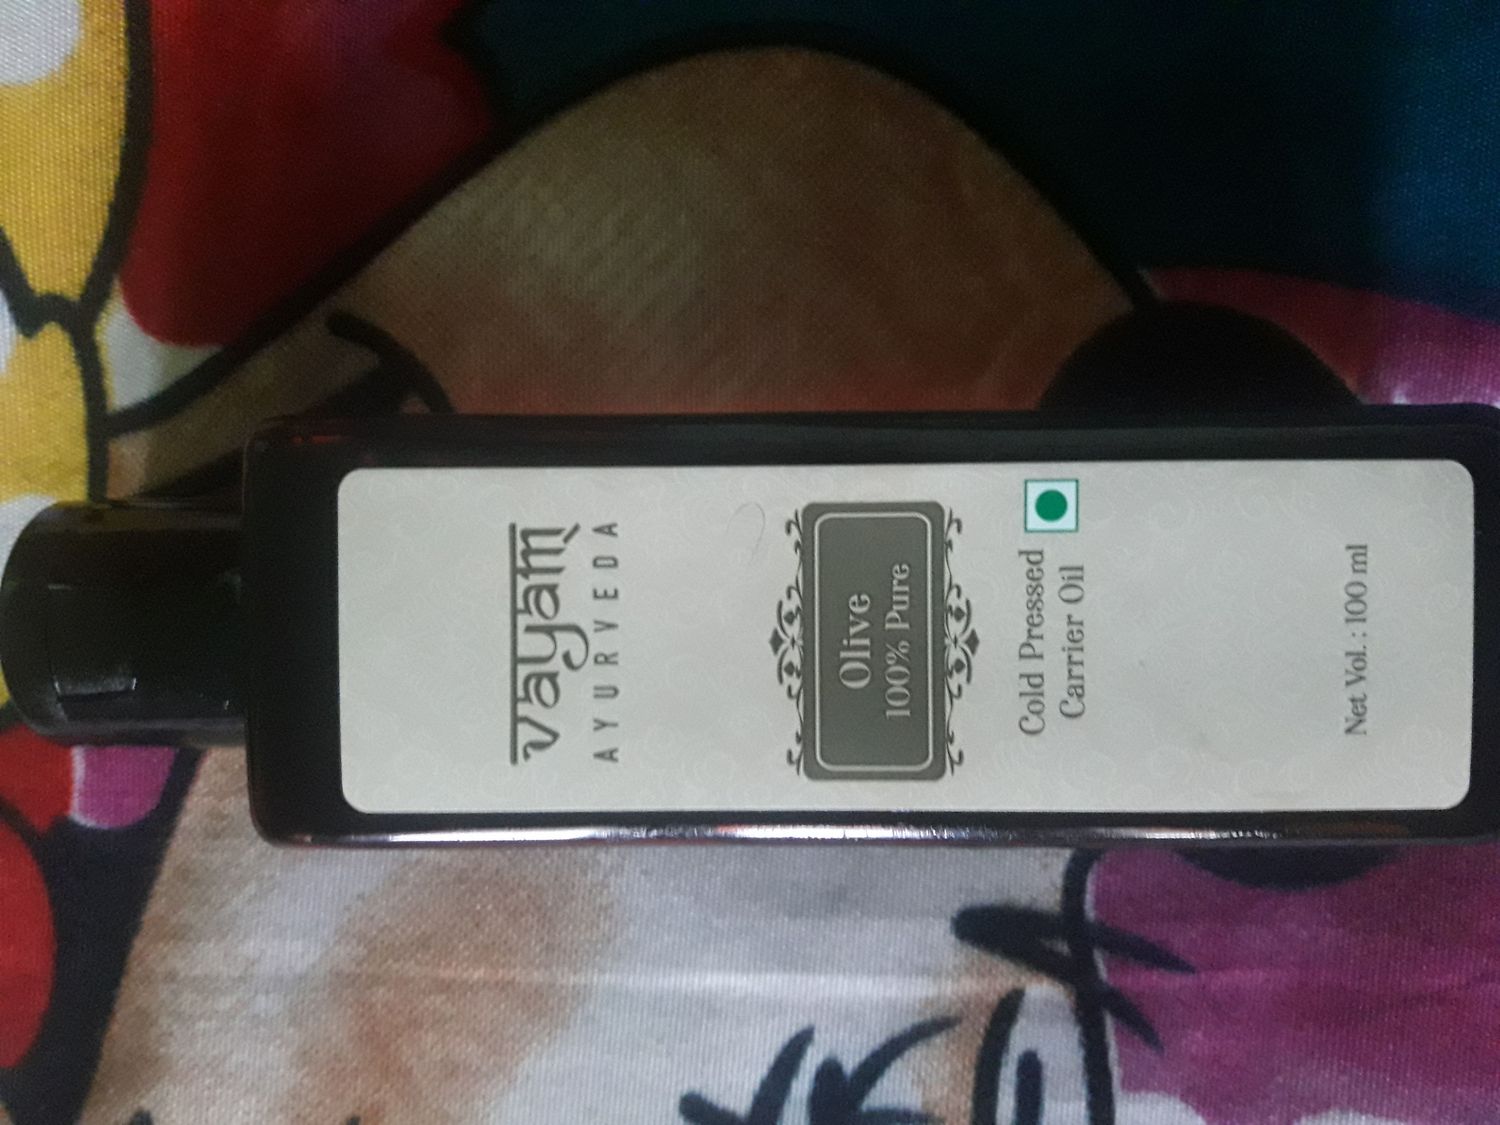 vayam
AYURVEDA
Olive
100% Pure
Cold Pressed
Carrier Oil
Net Vol. : 100 ml